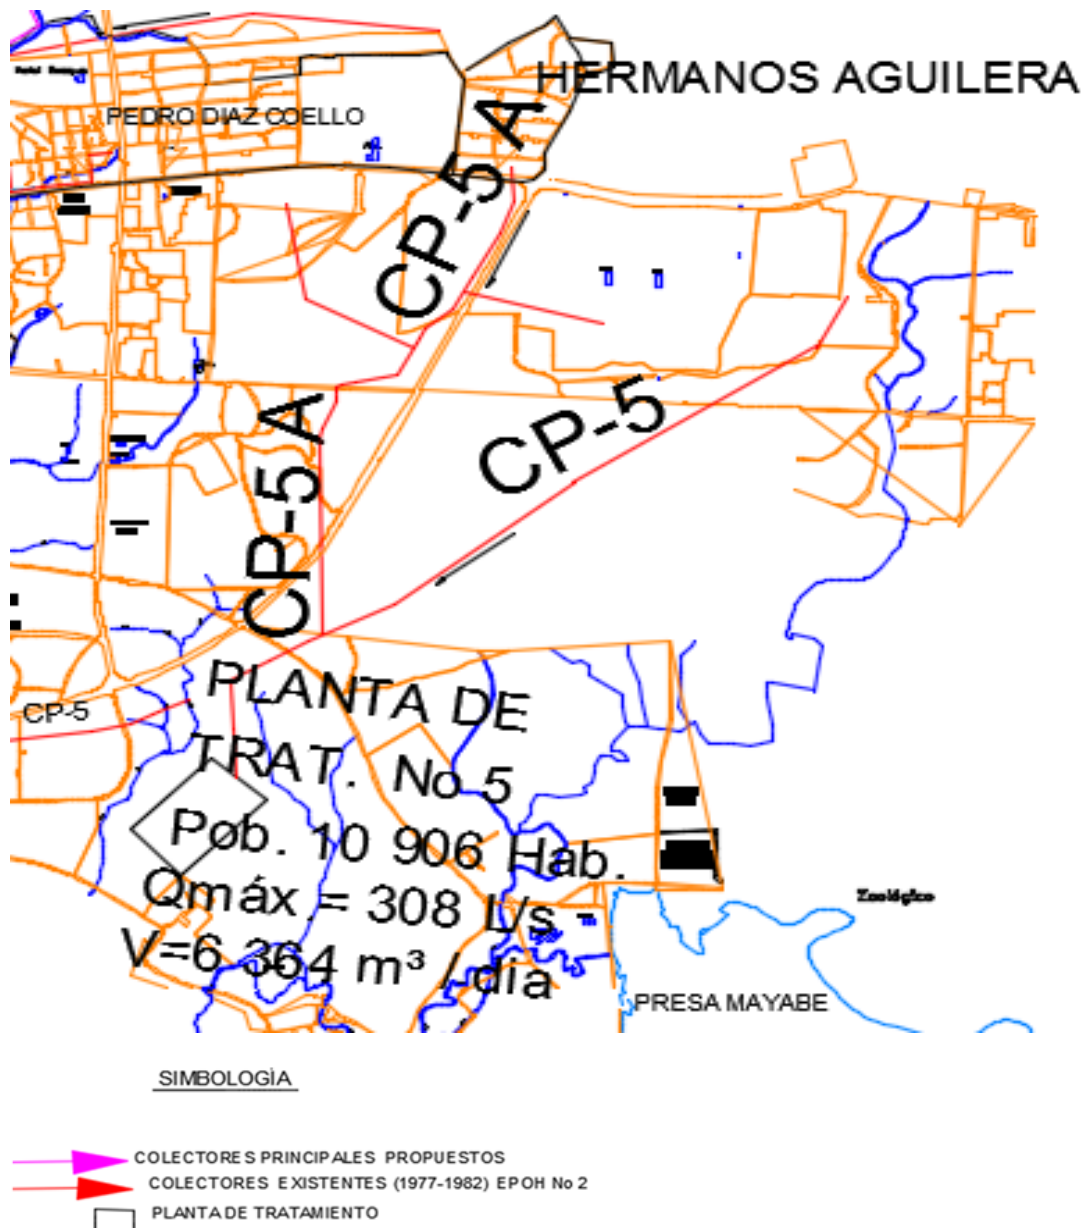 HERMANOS AGUILERA
PEDRO DIAZ COELLO
CP-5 A
CP-5
CP-5 A
CP-5
PLANTA DE
TRAT. No 5
Pob. 10 906 Hab.
Qmáx.= 308 L/s
V=6 364 m³ / día
Zoológico
PRESA MAYABE
SIMBOLOGÌA
COLECTORES PRINCIPALES PROPUESTOS
COLECTORES EXISTENTES (1977-1982) EPOH No 2
PLANTA DE TRATAMIENTO